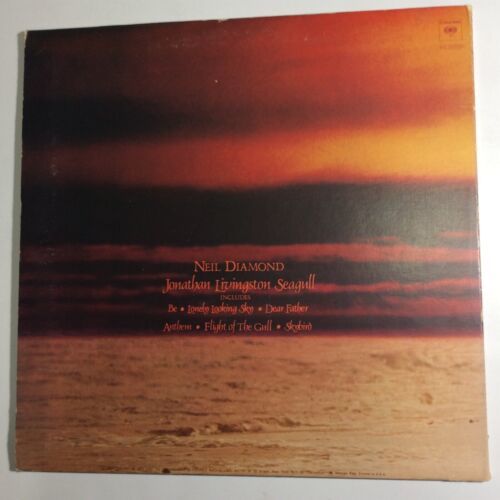 NEIL DIAMOND
Jonathan Livingston Seagull
INCLUDES
Be • Lonely Looking Sky • Dear Father
Anthem • Flight of The Gull • Skybird